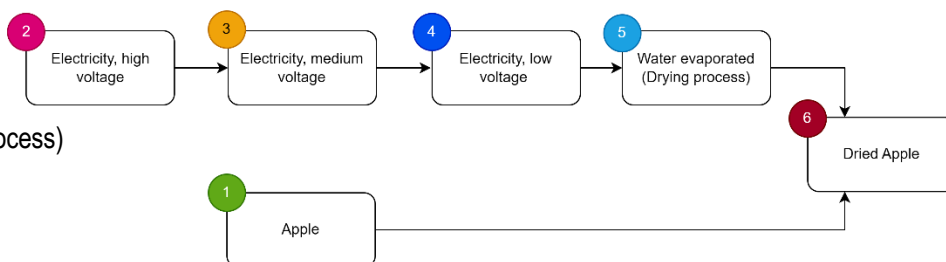 2
Electricity, high
voltage
3
Electricity, medium
voltage
4
Electricity, low
voltage
5
Water evaporated
(Drying process)
ocess)
6
Dried Apple
1
Apple